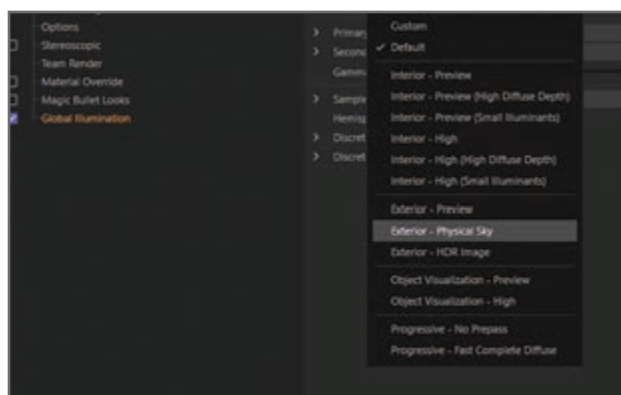 Options
Stereoscopic
Team Render
Material Override
Magic Bullet Looks
Global Illumination
Primary
Second
Gamma
Sample
Hemisp
Discret
Discret
Custom
Default
Interior - Preview
Interior - Preview (High Diffuse Depth)
Interior - Preview (Small Illuminants)
Interior - High
Interior - High (High Diffuse Depth)
Interior - High (Small Illuminants)
Exterior - Preview
Exterior - Physical Sky
Exterior - HDR Image
Object Visualization - Preview
Object Visualization - High
Progressive - No Prepass
Progressive - Fast Complete Diffuse